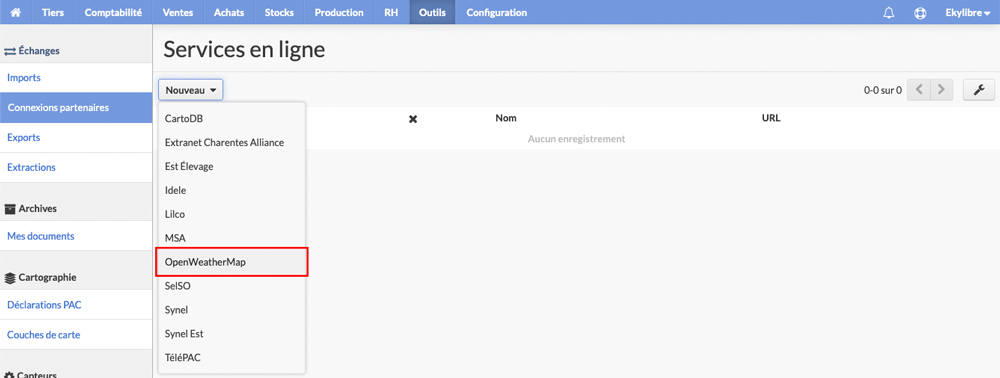 Tiers Comptabilité Ventes Achats Stocks Production RH Outils Configuration Ekylibre
Échanges
Imports
Connexions partenaires
Exports
Extractions
Archives
Mes documents
Cartographie
Déclarations PAC
Couches de carte
Capteurs
Services en ligne
Nouveau 0-0 sur 0
Nom URL
Aucun enregistrement
CartoDB
Extranet Charentes Alliance
Est Élevage
Idele
Lilco
MSA
OpenWeatherMap
SelSO
Synel
Synel Est
TéléPAC